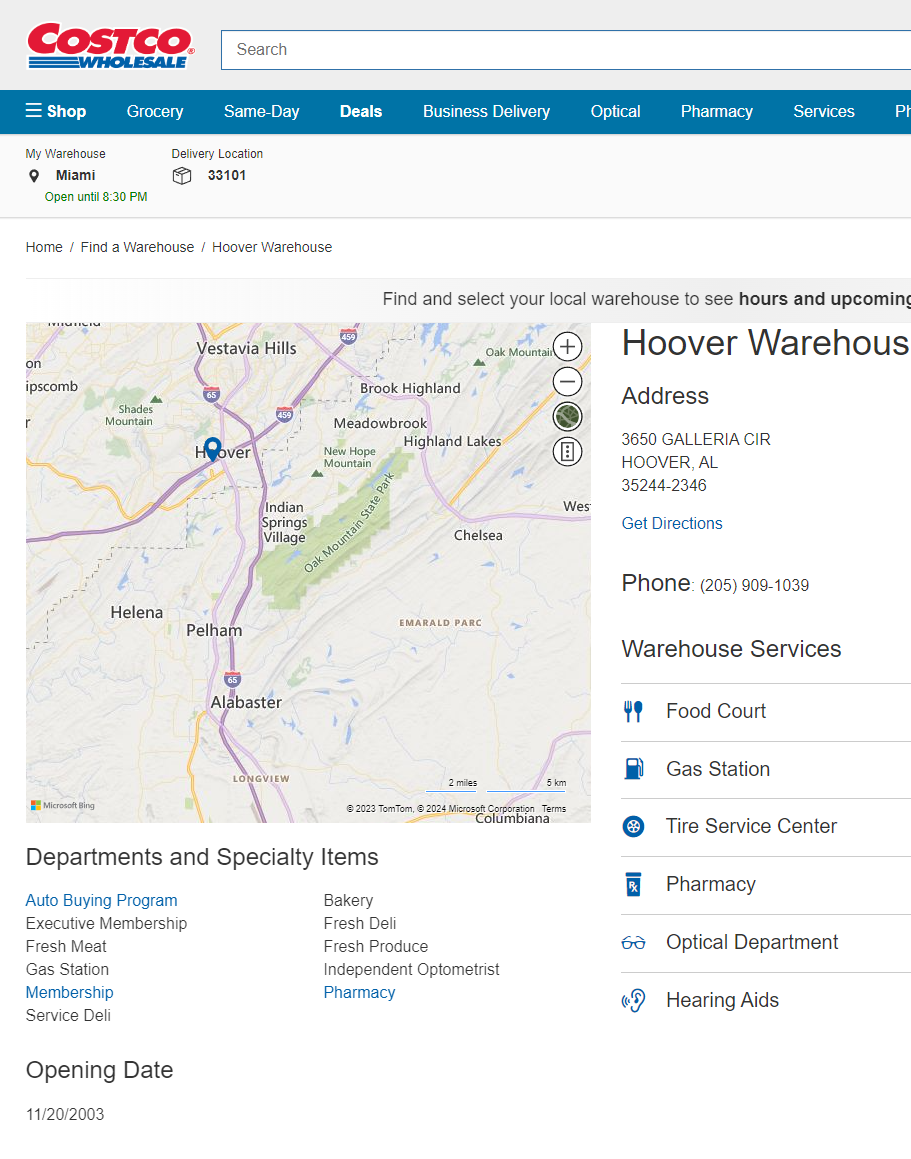 COSTCO
WHOLESALE
Search
Shop
Grocery
Same-Day
Deals
Business Delivery
Optical
Pharmacy
Services
My Warehouse
Miami
Open until 8:30 PM
Delivery Location
33101
Home / Find a Warehouse / Hoover Warehouse
Find and select your local warehouse to see hours and upcoming
Vestavia Hills
459
Oak Mountain
ipscomb
Brook Highland
65
Shades
Mountain
459
Meadowbrook
Highland Lakes
Hoover
New Hope
Mountain
Indian
Springs
Village
Oak Mountain State Park
Chelsea
Helena
Pelham
EMARALD PARC
65
Alabaster
LONGVIEW
2 miles
5 km
Microsoft Bing
© 2023 TomTom, © 2024 Microsoft Corporation Terms
Columbiana
Hoover Warehous
Address
3650 GALLERIA CIR
HOOVER, AL
35244-2346
Get Directions
Phone: (205) 909-1039
Warehouse Services
Food Court
Gas Station
Tire Service Center
Pharmacy
Optical Department
Hearing Aids
Departments and Specialty Items
Auto Buying Program
Executive Membership
Fresh Meat
Gas Station
Membership
Service Deli
Bakery
Fresh Deli
Fresh Produce
Independent Optometrist
Pharmacy
Opening Date
11/20/2003